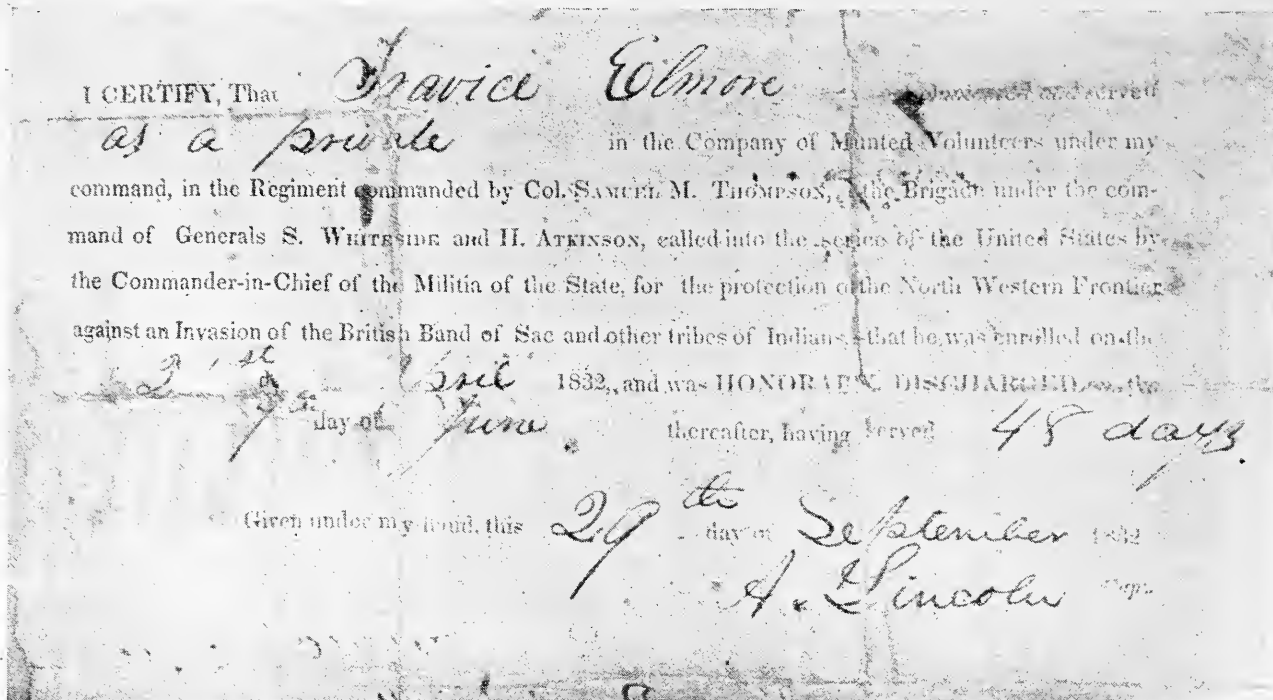 I CERTIFY, That Travice Elmore volunteered and served
as a private in the Company of Munted Volunteers under my
command, in the Regiment commanded by Col. SAMUEL M. THOMPSON, the Brigade under the com-
mand of Generals S. WHITESIDE and H. ATKINSON, called into the service of the United States by
the Commander-in-Chief of the Militia of the State, for the protection of the North Western Frontier
against an Invasion of the British Band of Sac and other tribes of Indians, that he was enrolled on the
21st April 1832, and was HONORABLY DISCHARGED on the
7th day of June thereafter, having served 48 days.
Given under my hand, this 29th day of September 1832
A. Lincoln Capt.